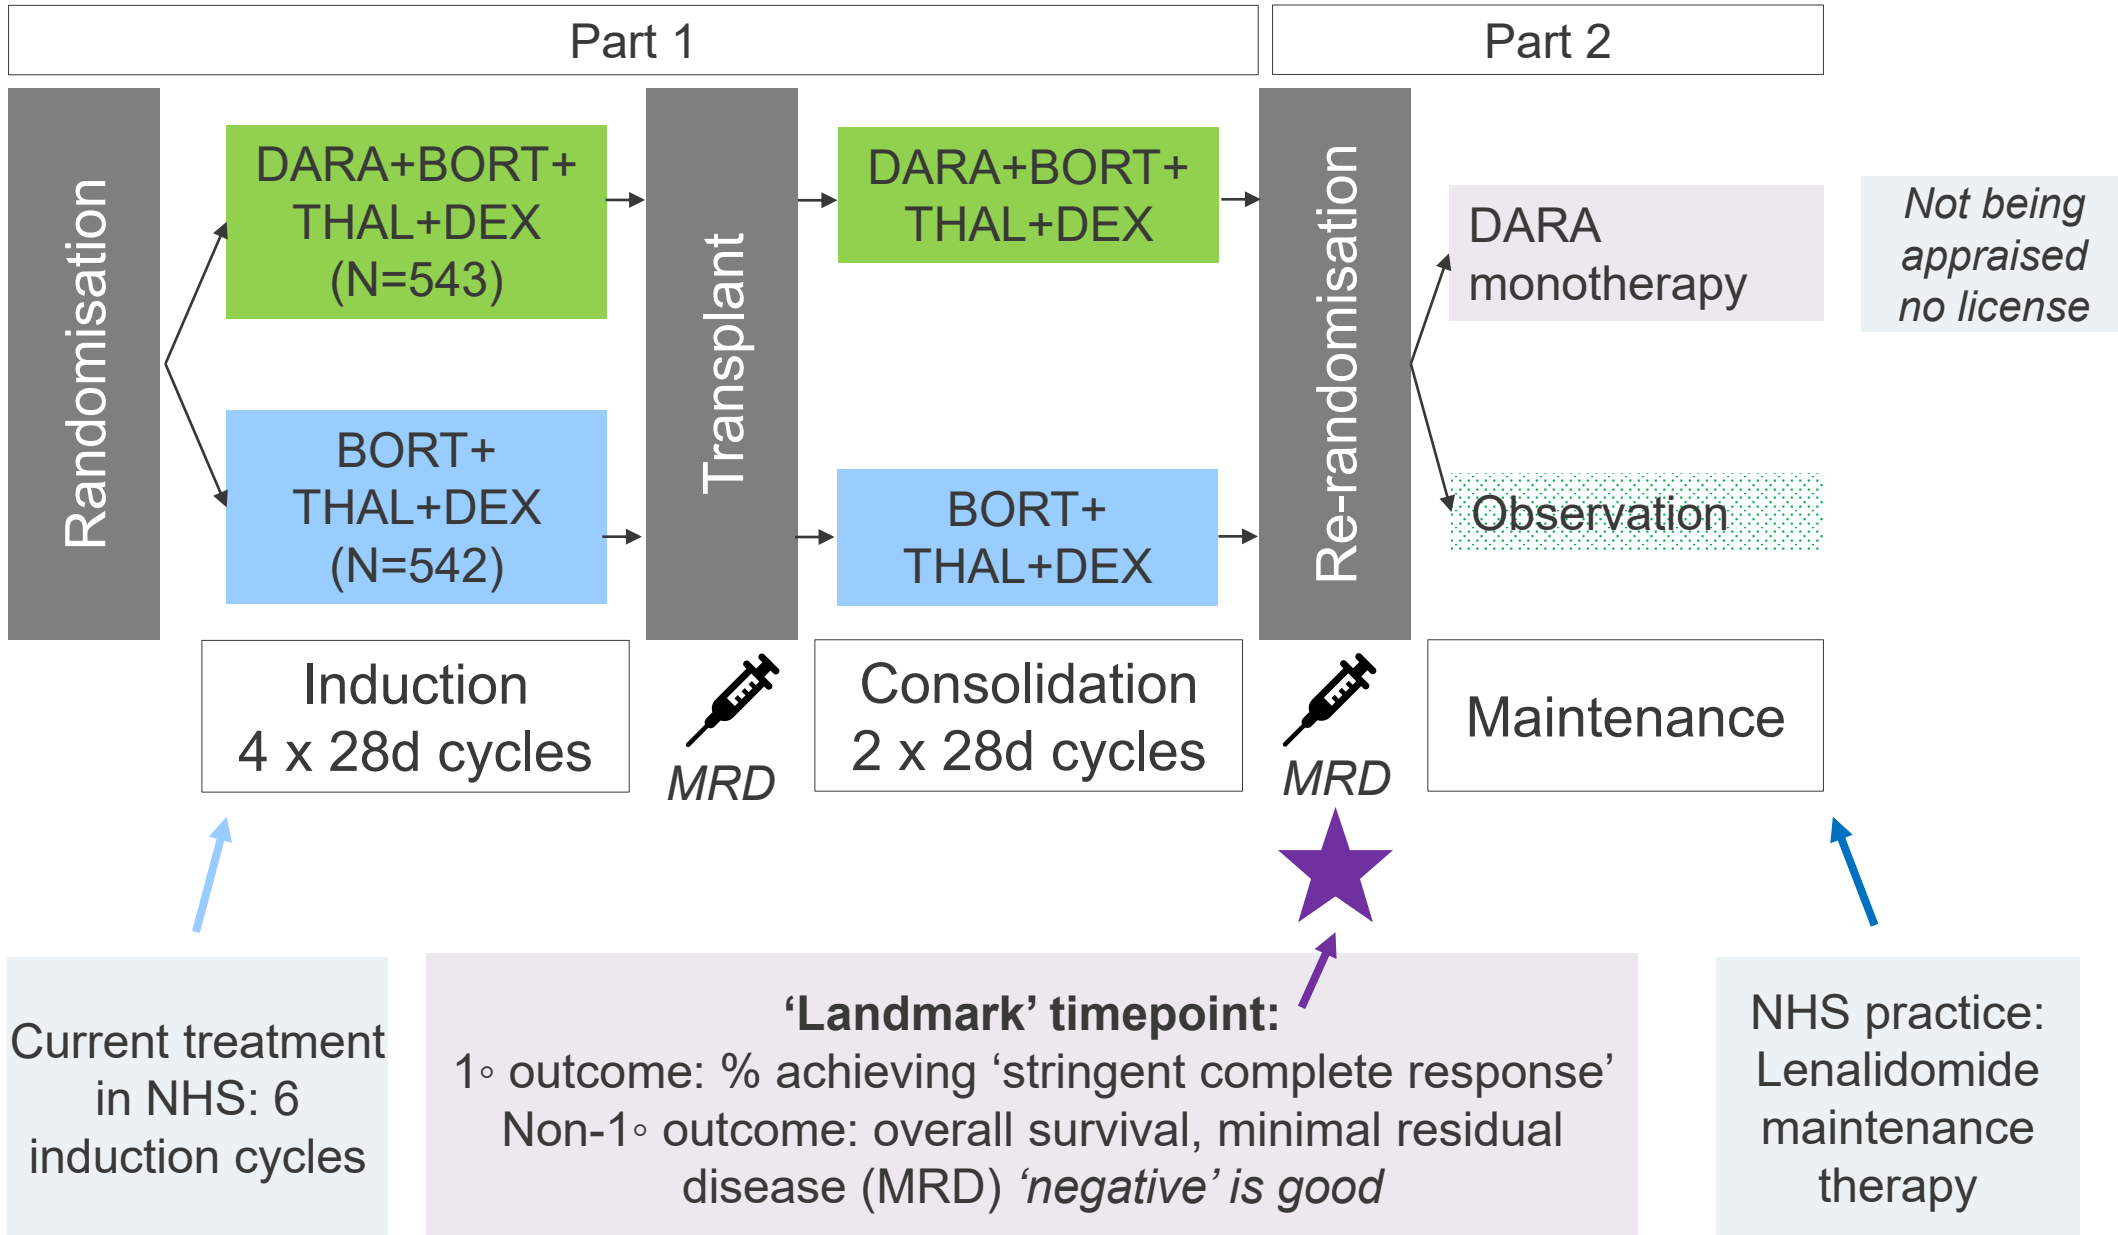 Part 1
Part 2
Randomisation
DARA+BORT+
THAL+DEX
(N=543)
BORT+
THAL+DEX
(N=542)
Transplant
DARA+BORT+
THAL+DEX
BORT+
THAL+DEX
Re-randomisation
DARA
monotherapy
Observation
Not being
appraised
no license
Induction
4 x 28d cycles
MRD
Consolidation
2 x 28d cycles
MRD
Maintenance
Current treatment
in NHS: 6
induction cycles
‘Landmark’ timepoint:
1◦ outcome: % achieving ‘stringent complete response’
Non-1◦ outcome: overall survival, minimal residual
disease (MRD) ‘negative’ is good
NHS practice:
Lenalidomide
maintenance
therapy